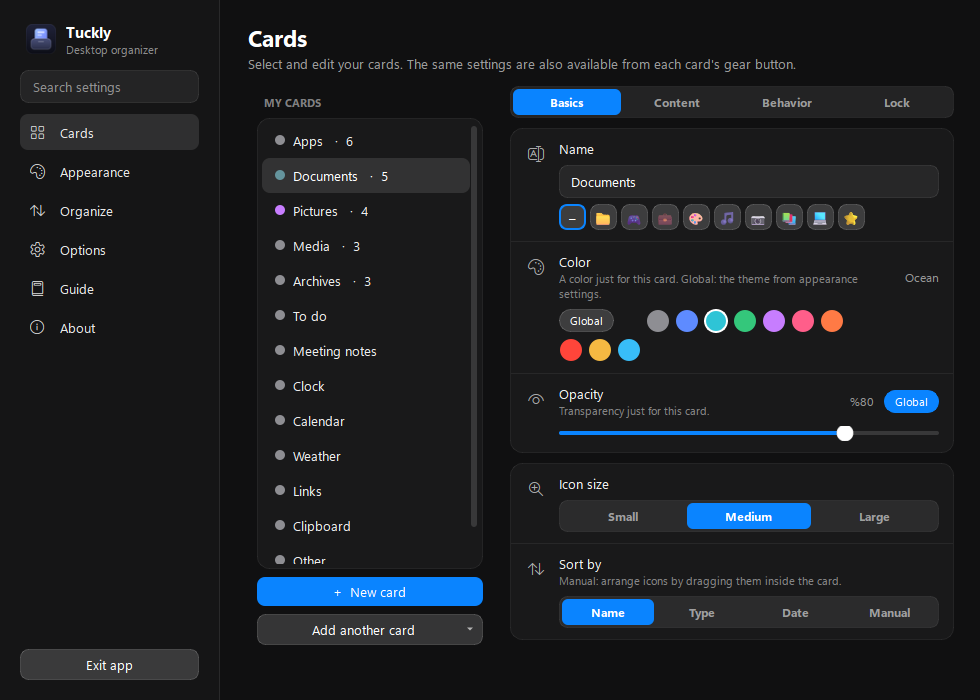 Tuckly
Desktop organizer
Search settings
Cards
Appearance
Organize
Options
Guide
About
Exit app
Cards
Select and edit your cards. The same settings are also available from each card's gear button.
MY CARDS
Apps · 6
Documents · 5
Pictures · 4
Media · 3
Archives · 3
To do
Meeting notes
Clock
Calendar
Weather
Links
Clipboard
Other
+ New card
Add another card
Basics Content Behavior Lock
Name
Documents
–
Color
A color just for this card. Global: the theme from appearance
settings.
Ocean
Global
Opacity
Transparency just for this card.
%80 Global
Icon size
Small Medium Large
Sort by
Manual: arrange icons by dragging them inside the card.
Name Type Date Manual